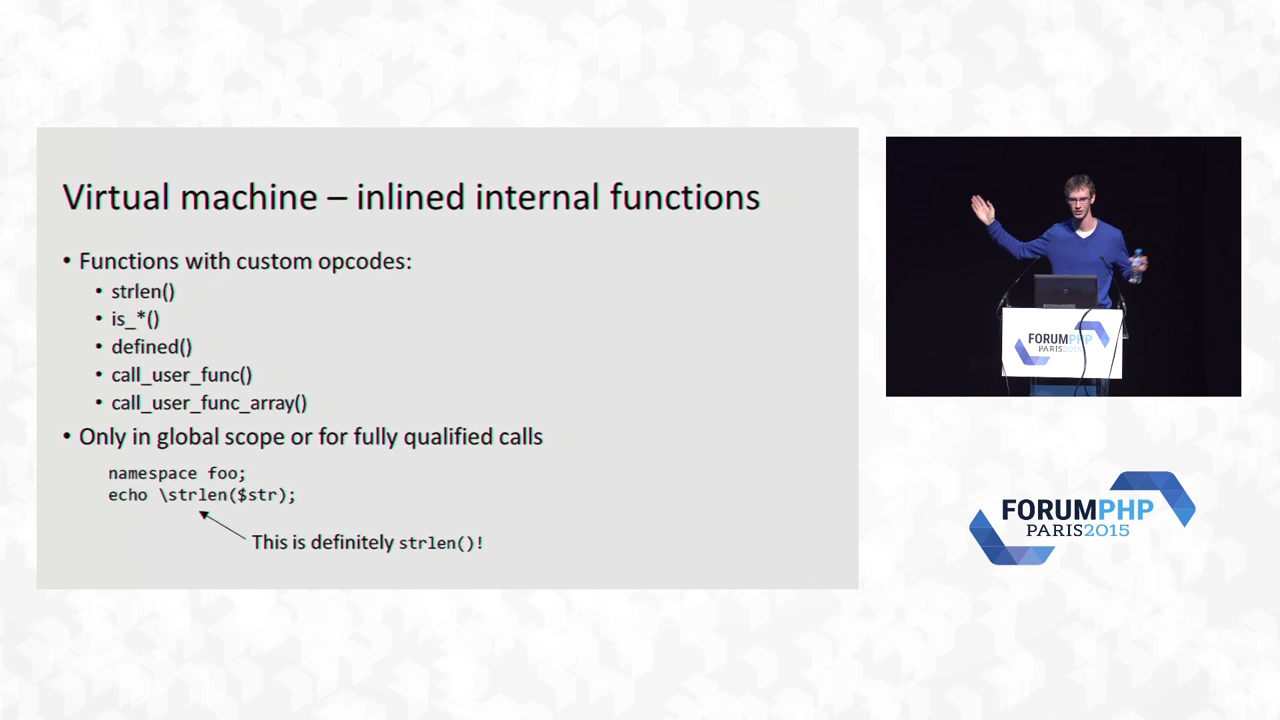 Virtual machine – inlined internal functions
• Functions with custom opcodes:
• strlen()
• is_*()
• defined()
• call_user_func()
• call_user_func_array()
• Only in global scope or for fully qualified calls
namespace foo;
echo \strlen($str);
This is definitely strlen()!
FORUMPHP
PARIS2015
FORUMPHP
PARIS2015